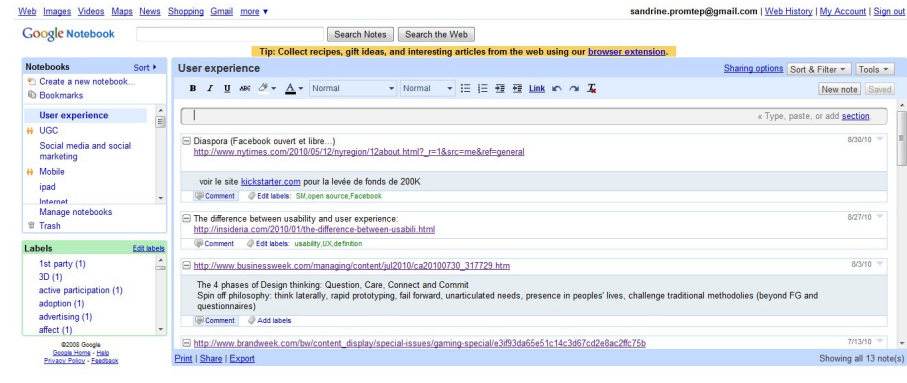 Web Images Videos Maps News Shopping Gmail more ▼
sandrine.promtep@gmail.com | Web History | My Account | Sign out
Google Notebook
Search Notes Search the Web
Tip: Collect recipes, gift ideas, and interesting articles from the web using our browser extension.
Notebooks Sort
Create a new notebook...
Bookmarks
User experience
UGC
Social media and social
marketing
Mobile
ipad
Internet
Manage notebooks
Trash
Labels Edit labels
1st party (1)
3D (1)
active participation (1)
adoption (1)
advertising (1)
affect (1)
©2008 Google
Google Home - Help
Privacy Policy - Feedback
User experience Sharing options Sort & Filter Tools
B I U ABC A Normal Normal Link New note Saved
« Type, paste, or add section.
Diaspora (Facebook ouvert et libre...) 8/30/10
http://www.nytimes.com/2010/05/12/nyregion/12about.html?_r=1&src=me&ref=general
voir le site kickstarter.com pour la levée de fonds de 200K
Comment Edit labels: SM,open source,Facebook
The difference between usability and user experience: 8/27/10
http://insideria.com/2010/01/the-difference-between-usabili.html
Comment Edit labels: usability,UX,definition
http://www.businessweek.com/managing/content/jul2010/ca20100730_317729.htm 8/3/10
The 4 phases of Design thinking: Question, Care, Connect and Commit
Spin off philosophy: think laterally, rapid prototyping, fail forward, unarticulated needs, presence in peoples' lives, challenge traditional methodolies (beyond FG and
questionnaires)
Comment Add labels
http://www.brandweek.com/bw/content_display/special-issues/gaming-special/e3if93da65e51c14c3d67cd2e8ac2ffc75b 7/13/10
Print | Share | Export Showing all 13 note(s)